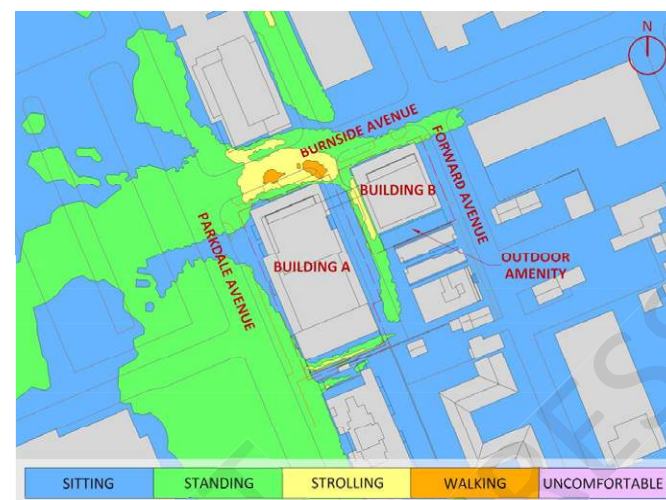 N
BURNSIDE AVENUE
FORWARD AVENUE
BUILDING B
PARKDALE AVENUE
BUILDING A
OUTDOOR
AMENITY
SITTING
STANDING
STROLLING
WALKING
UNCOMFORTABLE